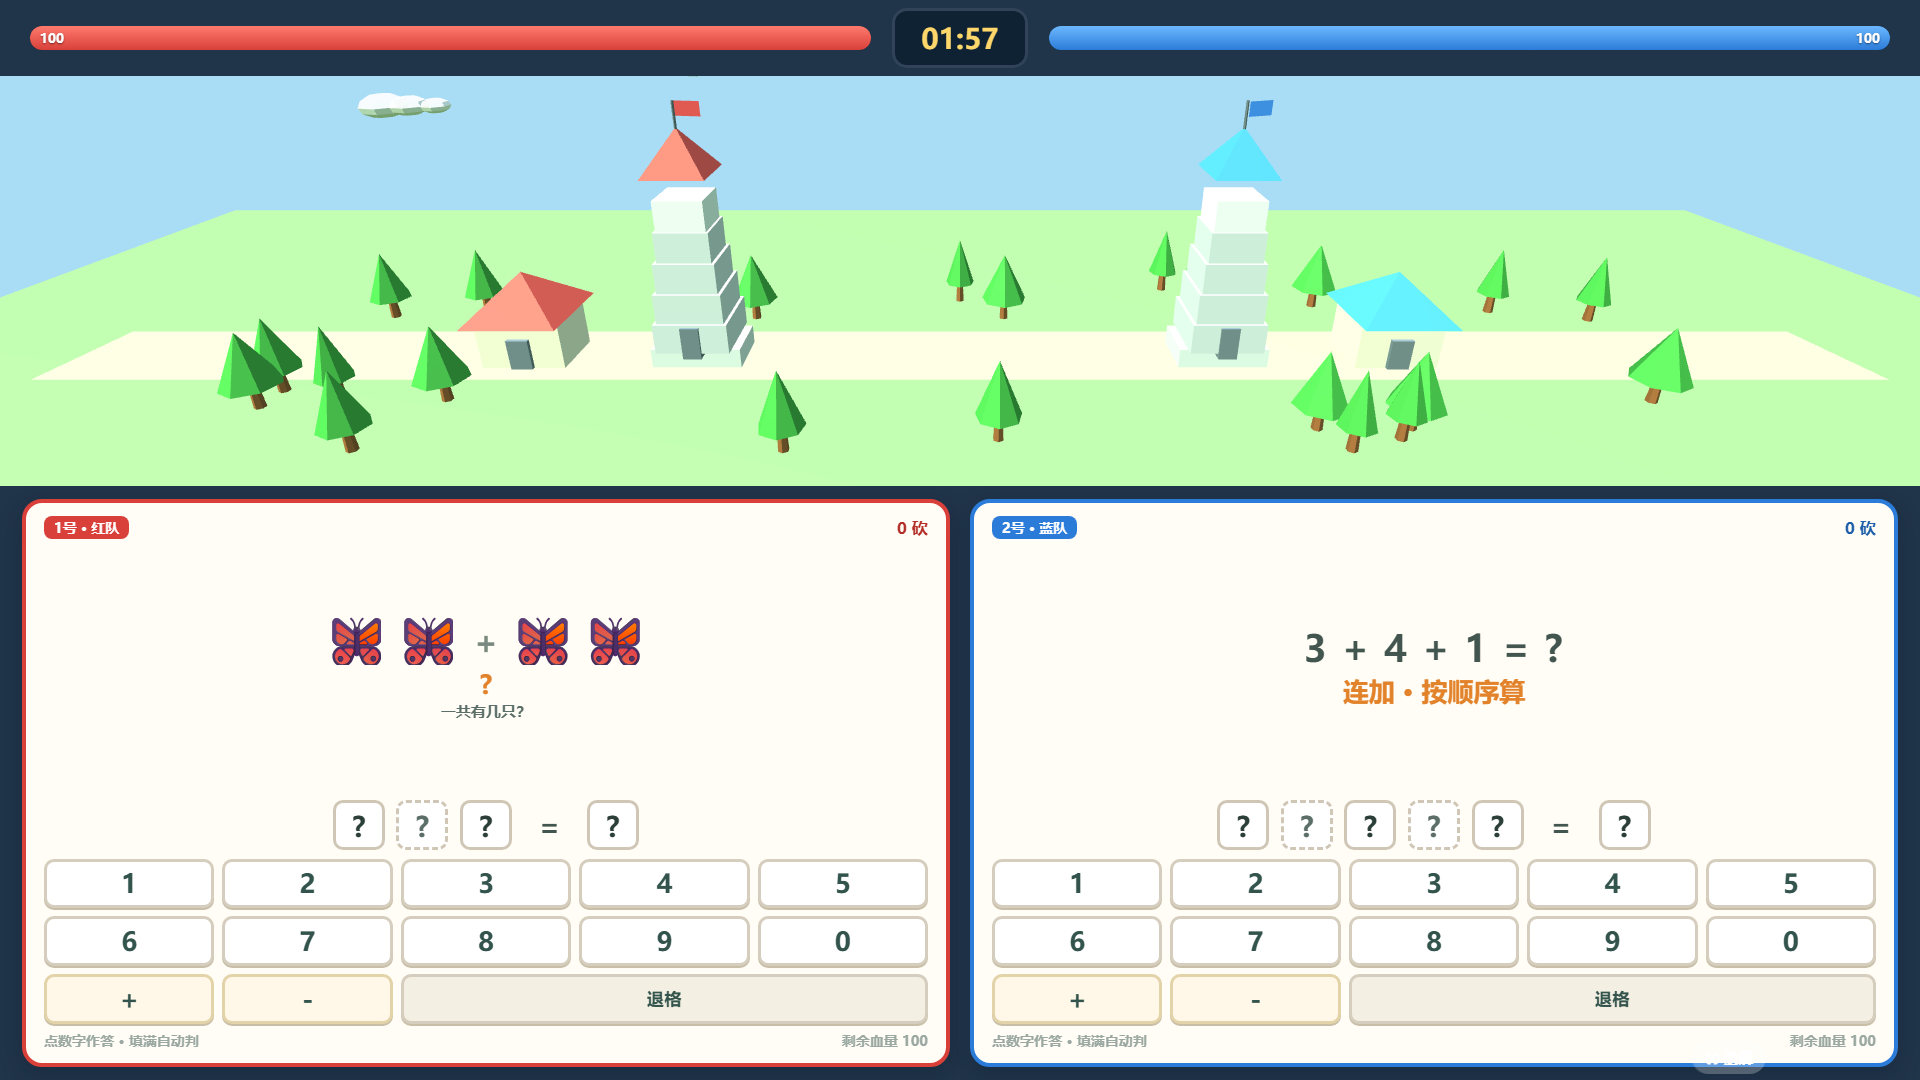 100
01:57
100
1号 • 红队
0 砍
+
?
一共有几只?
? ? ? = ?
1 2 3 4 5
6 7 8 9 0
+ - 退格
点数字作答 • 填满自动判
剩余血量 100
2号 • 蓝队
0 砍
3 + 4 + 1 = ?
连加 • 按顺序算
? ? ? ? ? = ?
1 2 3 4 5
6 7 8 9 0
+ - 退格
点数字作答 • 填满自动判
剩余血量 100